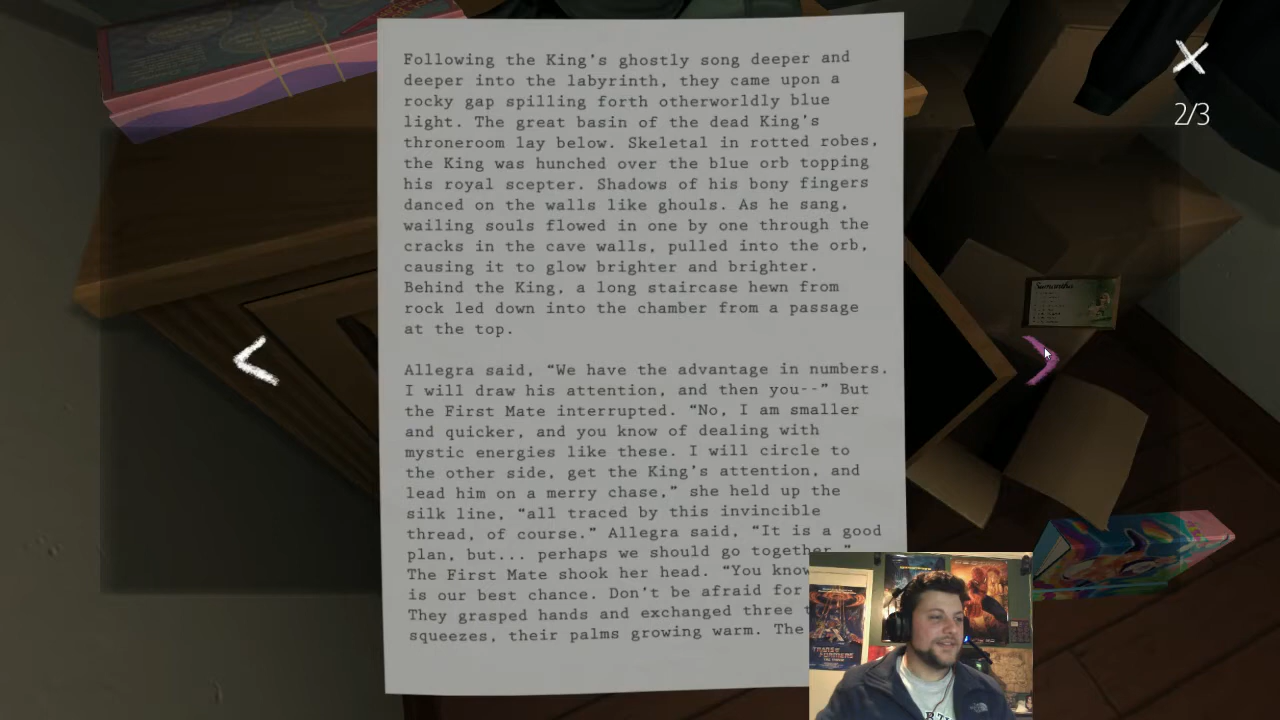 Following the King's ghostly song deeper and
deeper into the labyrinth, they came upon a
rocky gap spilling forth otherworldly blue
light. The great basin of the dead King's
throneroom lay below. Skeletal in rotted robes,
the King was hunched over the blue orb topping
his royal scepter. Shadows of his bony fingers
danced on the walls like ghouls. As he sang,
wailing souls flowed in one by one through the
cracks in the cave walls, pulled into the orb,
causing it to glow brighter and brighter.
Behind the King, a long staircase hewn from
rock led down into the chamber from a passage
at the top.
Allegra said, “We have the advantage in numbers.
I will draw his attention, and then you--” But
the First Mate interrupted. “No, I am smaller
and quicker, and you know of dealing with
mystic energies like these. I will circle to
the other side, get the King's attention, and
lead him on a merry chase,” she held up the
silk line, “all traced by this invincible
thread, of course.” Allegra said, “It is a good
plan, but... perhaps we should go together.”
The First Mate shook her head. “You know
is our best chance. Don't be afraid for
They grasped hands and exchanged three
squeezes, their palms growing warm. The
2/3
Samantha
TRANSFORMERS